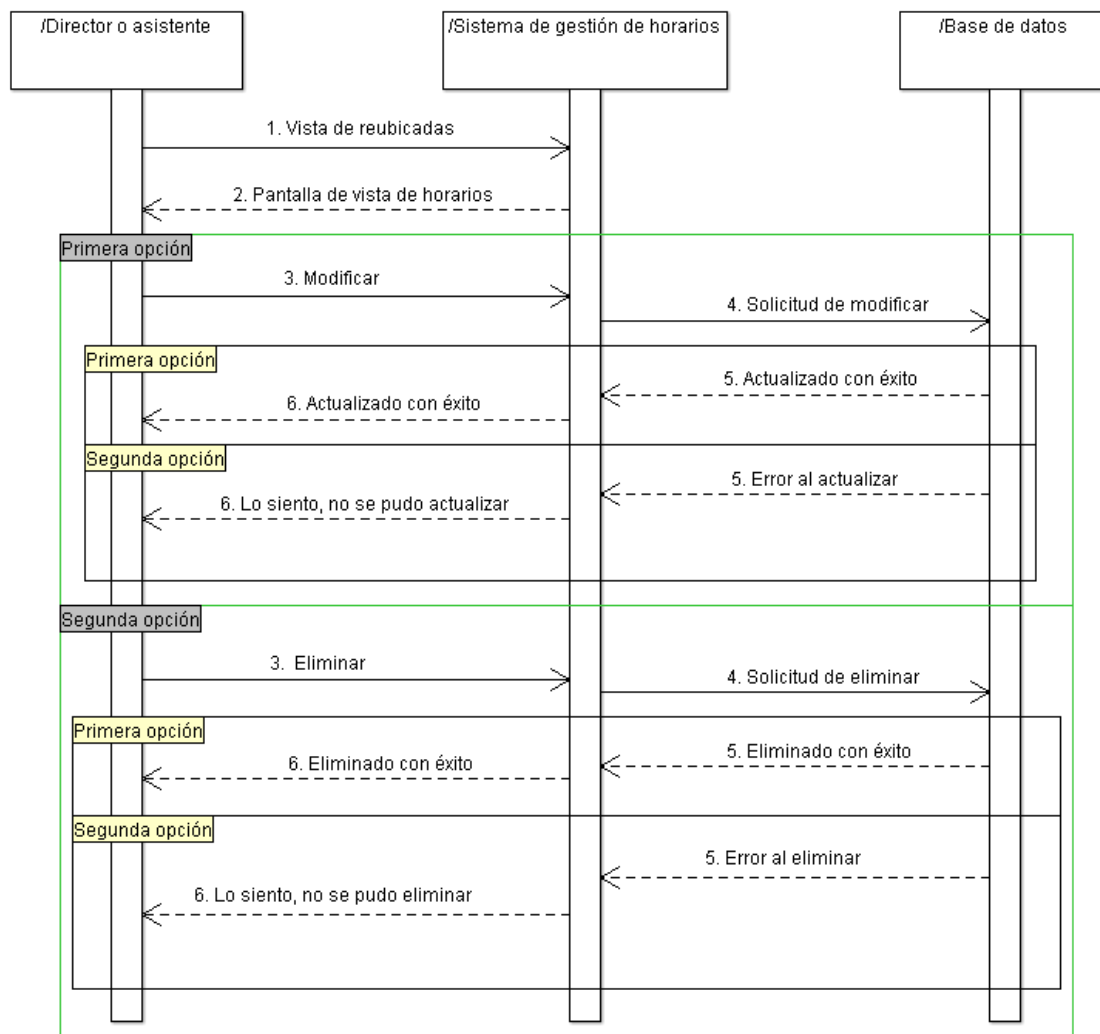 /Director o asistente
/Sistema de gestión de horarios
/Base de datos
1. Vista de reubicadas
2. Pantalla de vista de horarios
Primera opción
3. Modificar
4. Solicitud de modificar
Primera opción
5. Actualizado con éxito
6. Actualizado con éxito
Segunda opción
5. Error al actualizar
6. Lo siento, no se pudo actualizar
Segunda opción
3. Eliminar
4. Solicitud de eliminar
Primera opción
5. Eliminado con éxito
6. Eliminado con éxito
Segunda opción
5. Error al eliminar
6. Lo siento, no se pudo eliminar